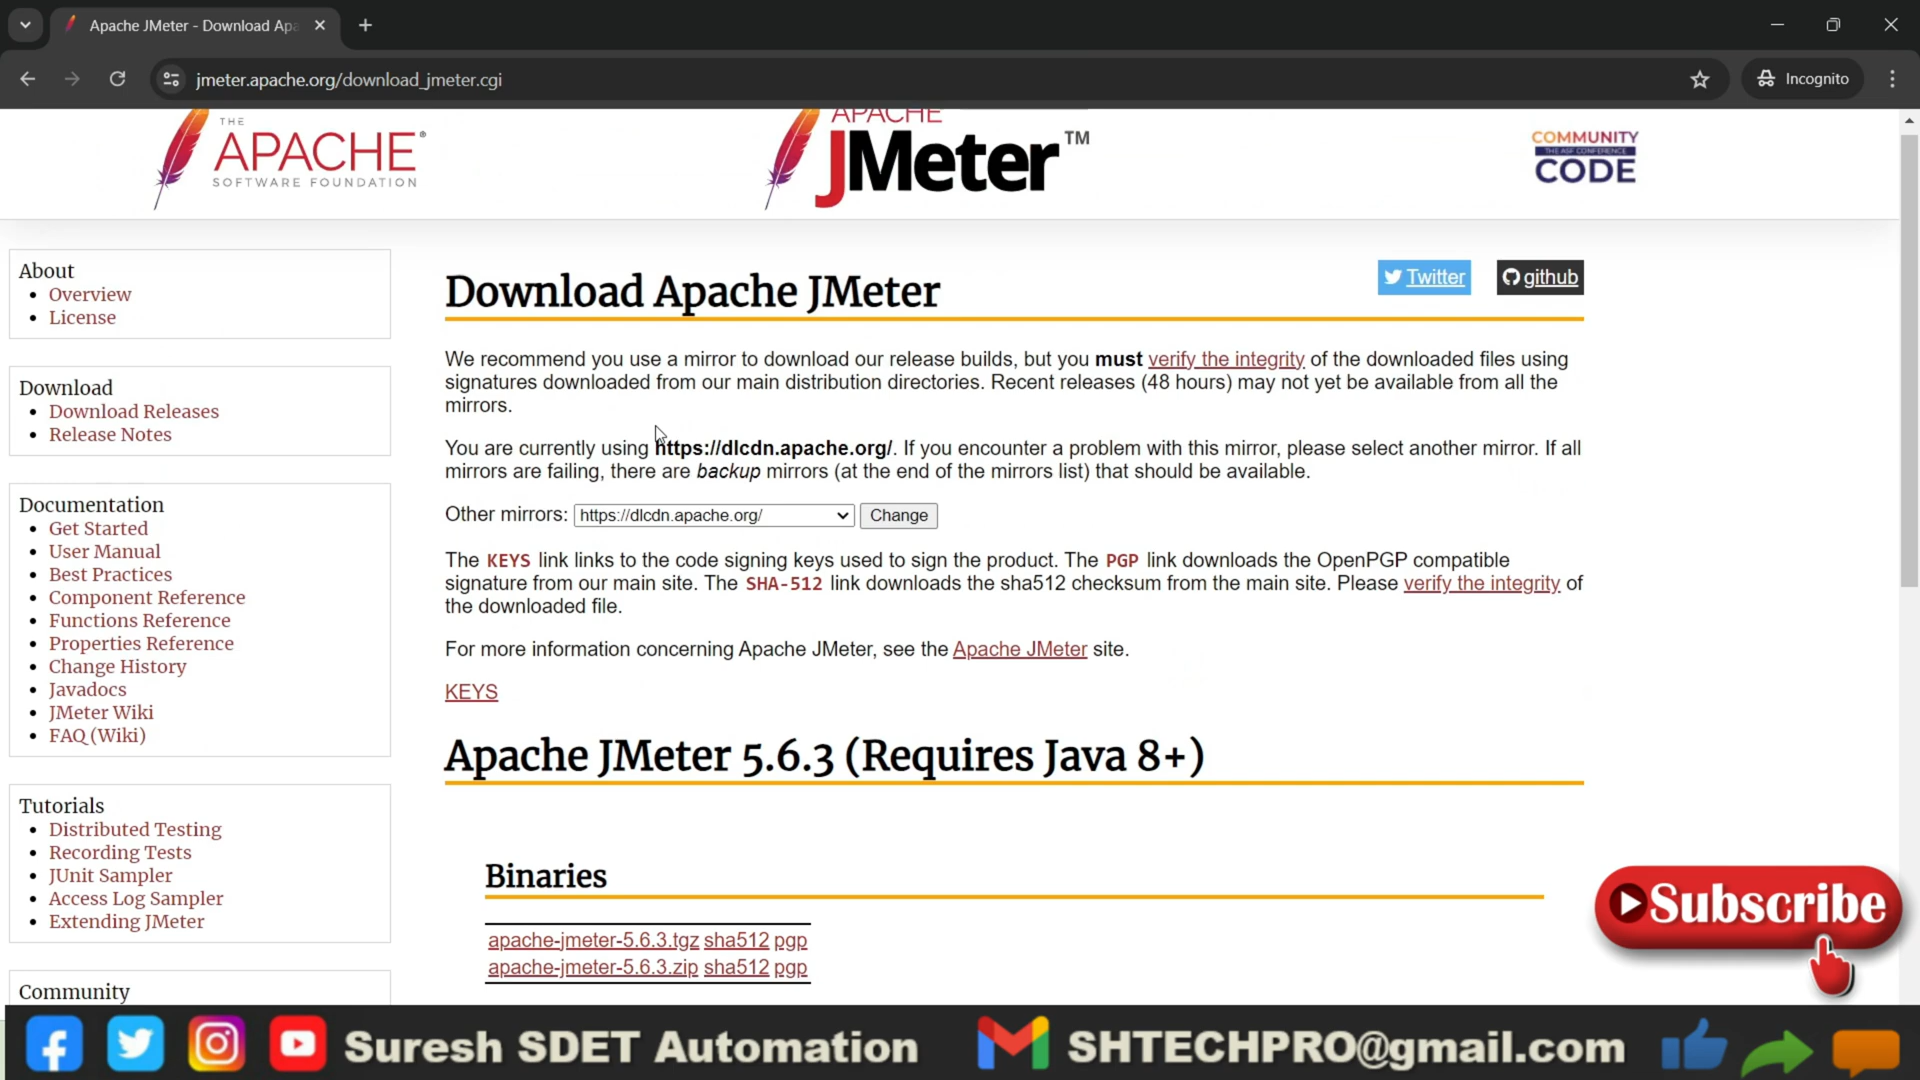 Apache JMeter - Download Apa
jmeter.apache.org/download_jmeter.cgi
Incognito
THE
APACHE®
SOFTWARE FOUNDATION
APACHE
JMeter™
COMMUNITY
THE ASF CONFERENCE
CODE
About
Overview
License
Download
Download Releases
Release Notes
Documentation
Get Started
User Manual
Best Practices
Component Reference
Functions Reference
Properties Reference
Change History
Javadocs
JMeter Wiki
FAQ (Wiki)
Tutorials
Distributed Testing
Recording Tests
JUnit Sampler
Access Log Sampler
Extending JMeter
Community
Download Apache JMeter
Twitter
github
We recommend you use a mirror to download our release builds, but you must verify the integrity of the downloaded files using
signatures downloaded from our main distribution directories. Recent releases (48 hours) may not yet be available from all the
mirrors.
You are currently using https://dlcdn.apache.org/. If you encounter a problem with this mirror, please select another mirror. If all
mirrors are failing, there are backup mirrors (at the end of the mirrors list) that should be available.
Other mirrors: https://dlcdn.apache.org/ Change
The KEYS link links to the code signing keys used to sign the product. The PGP link downloads the OpenPGP compatible
signature from our main site. The SHA-512 link downloads the sha512 checksum from the main site. Please verify the integrity of
the downloaded file.
For more information concerning Apache JMeter, see the Apache JMeter site.
KEYS
Apache JMeter 5.6.3 (Requires Java 8+)
Binaries
apache-jmeter-5.6.3.tgz sha512 pgp
apache-jmeter-5.6.3.zip sha512 pgp
Subscribe
Suresh SDET Automation
SHTECHPRO@gmail.com